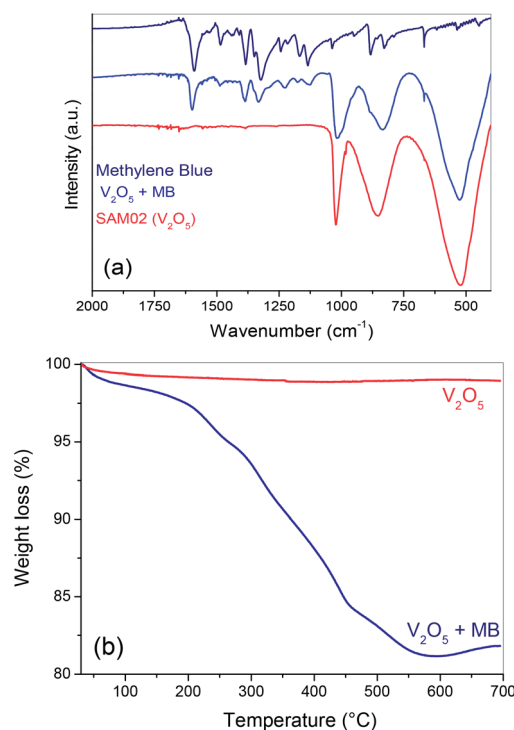 Intensity (a.u.)
Methylene Blue
V₂O₅ + MB
SAM02 (V₂O₅)
(a)
2000 1750 1500 1250 1000 750 500
Wavenumber (cm⁻¹)
100
95
90
85
80
Weight loss (%)
V₂O₅
V₂O₅ + MB
(b)
100 200 300 400 500 600 700
Temperature (°C)